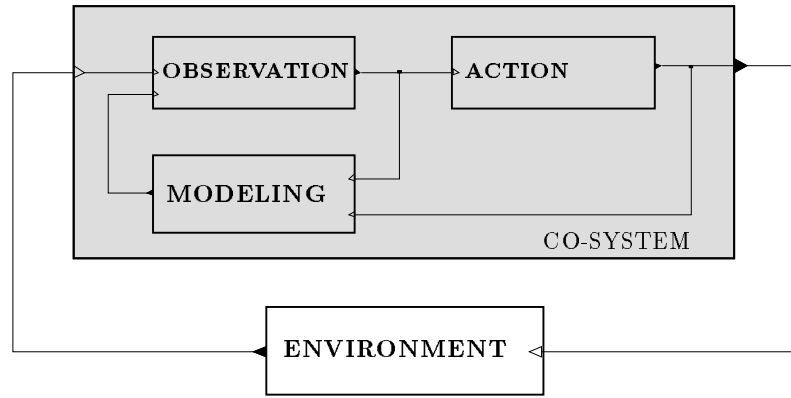 OBSERVATION
ACTION
MODELING
CO-SYSTEM
ENVIRONMENT